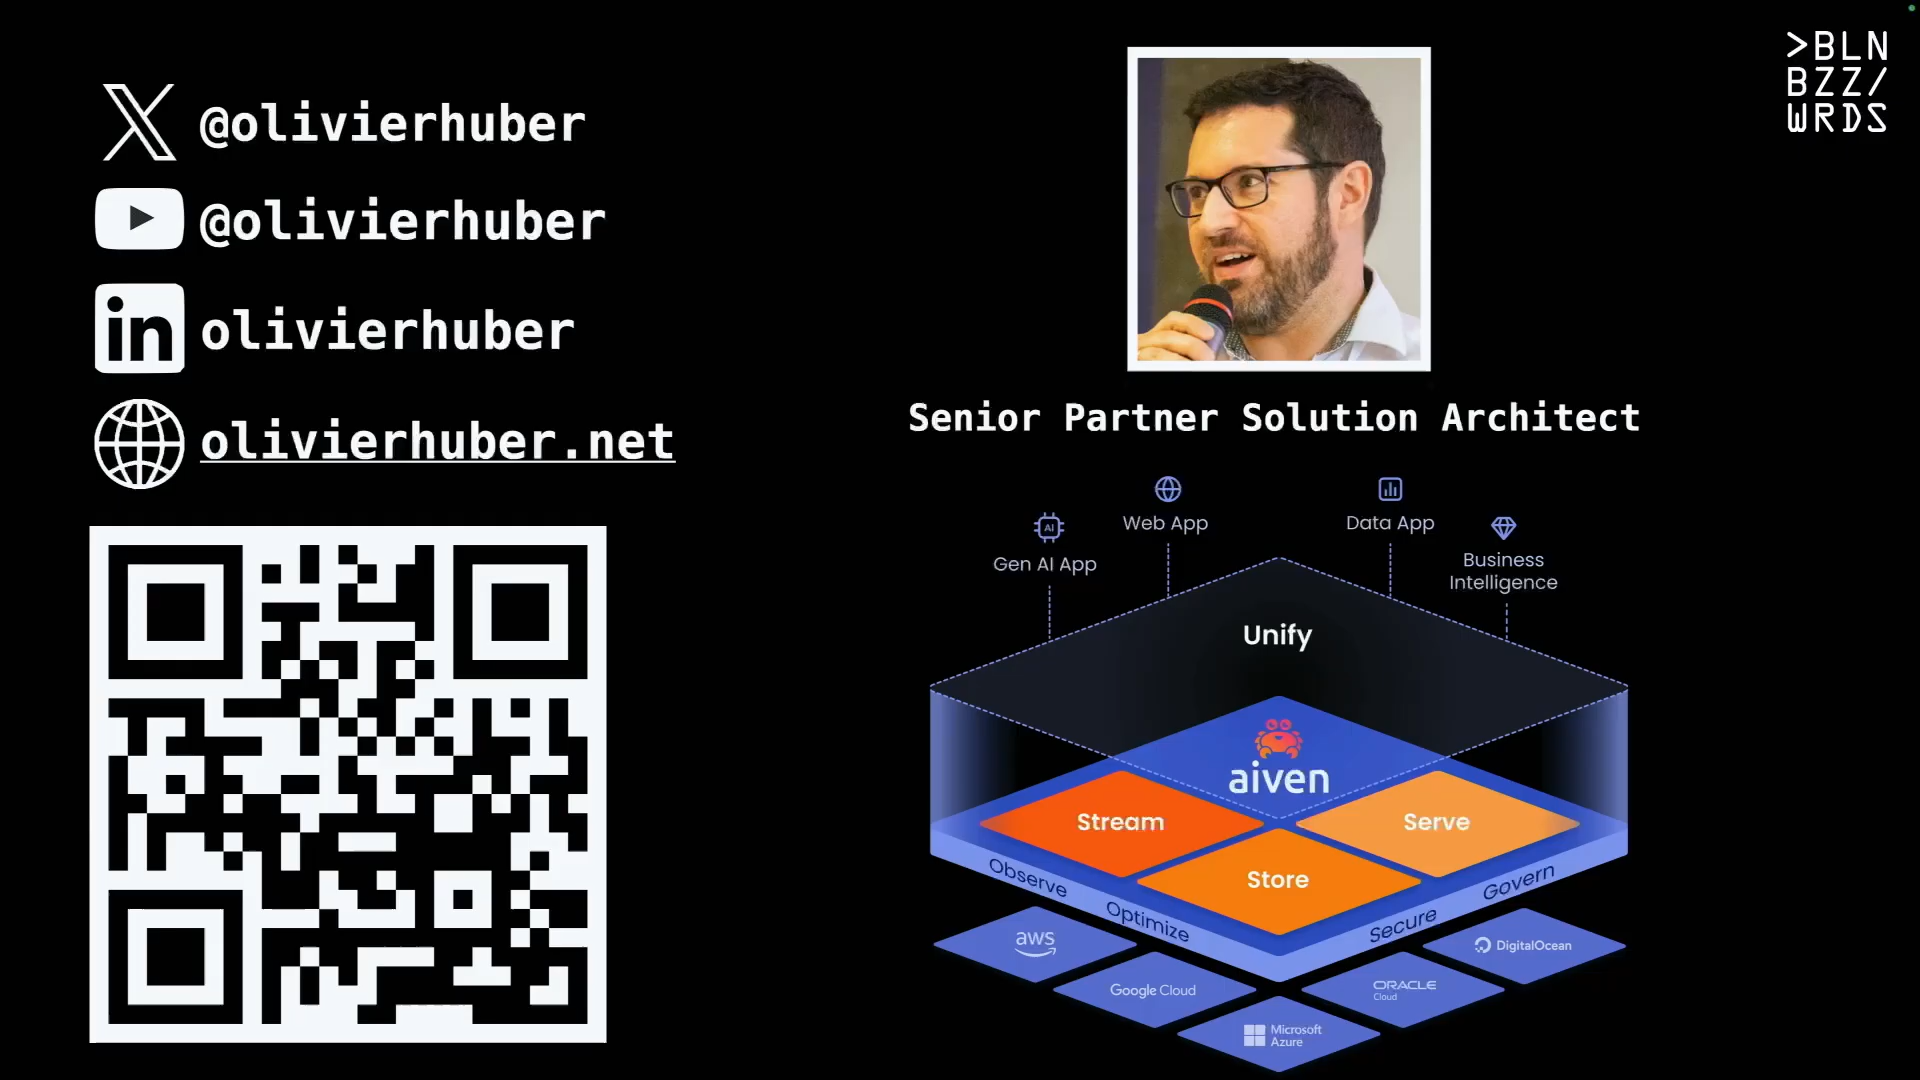 @olivierhuber
@olivierhuber
in olivierhuber
olivierhuber.net
>BLN
BZZ/
WRDS
Senior Partner Solution Architect
AI
Gen AI App
Web App
Data App
Business
Intelligence
Unify
aiven
Stream
Serve
Store
Observe
Optimize
Secure
Govern
aws
Google Cloud
Microsoft
Azure
ORACLE
Cloud
DigitalOcean